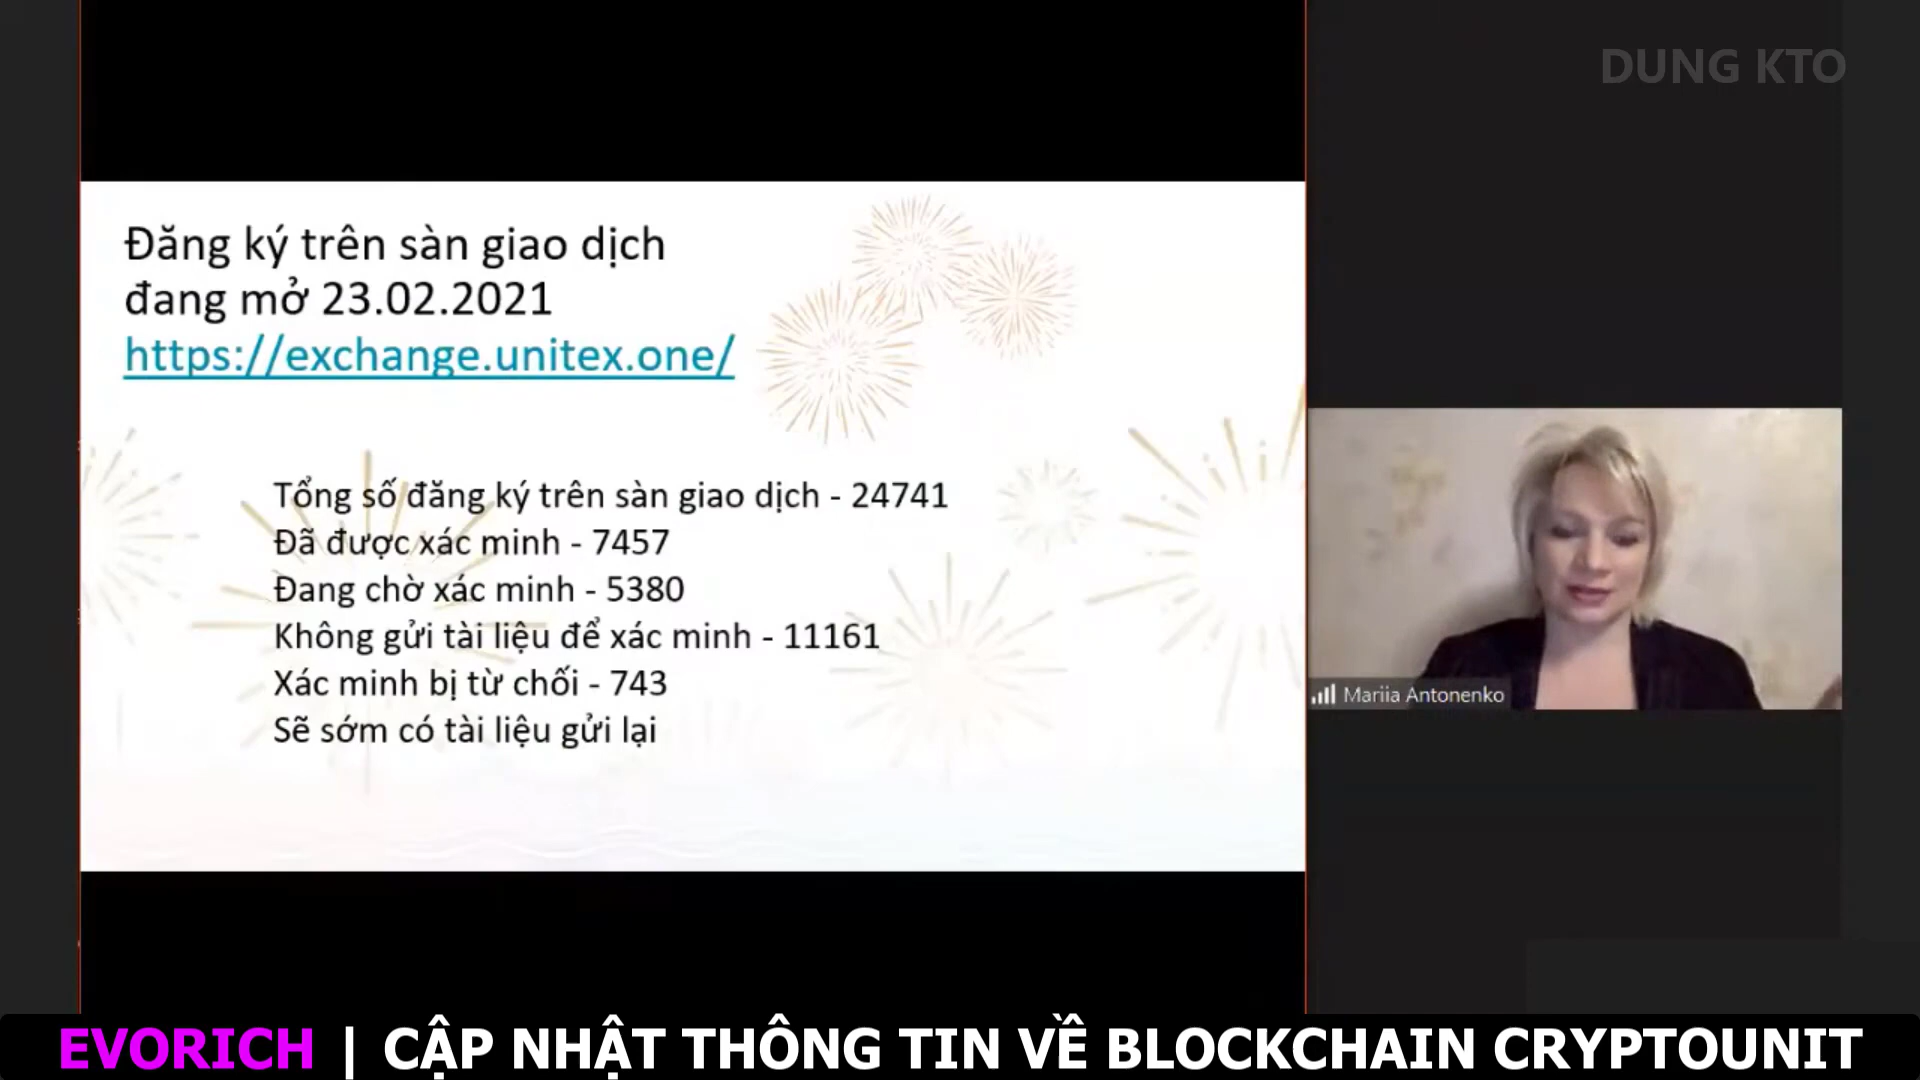 DUNG KTO
Đăng ký trên sàn giao dịch
đang mở 23.02.2021
https://exchange.unitex.one/
Tổng số đăng ký trên sàn giao dịch - 24741
Đã được xác minh - 7457
Đang chờ xác minh - 5380
Không gửi tài liệu để xác minh - 11161
Xác minh bị từ chối - 743
Sẽ sớm có tài liệu gửi lại
Mariia Antonenko
EVORICH | CẬP NHẬT THÔNG TIN VỀ BLOCKCHAIN CRYPTOUNIT